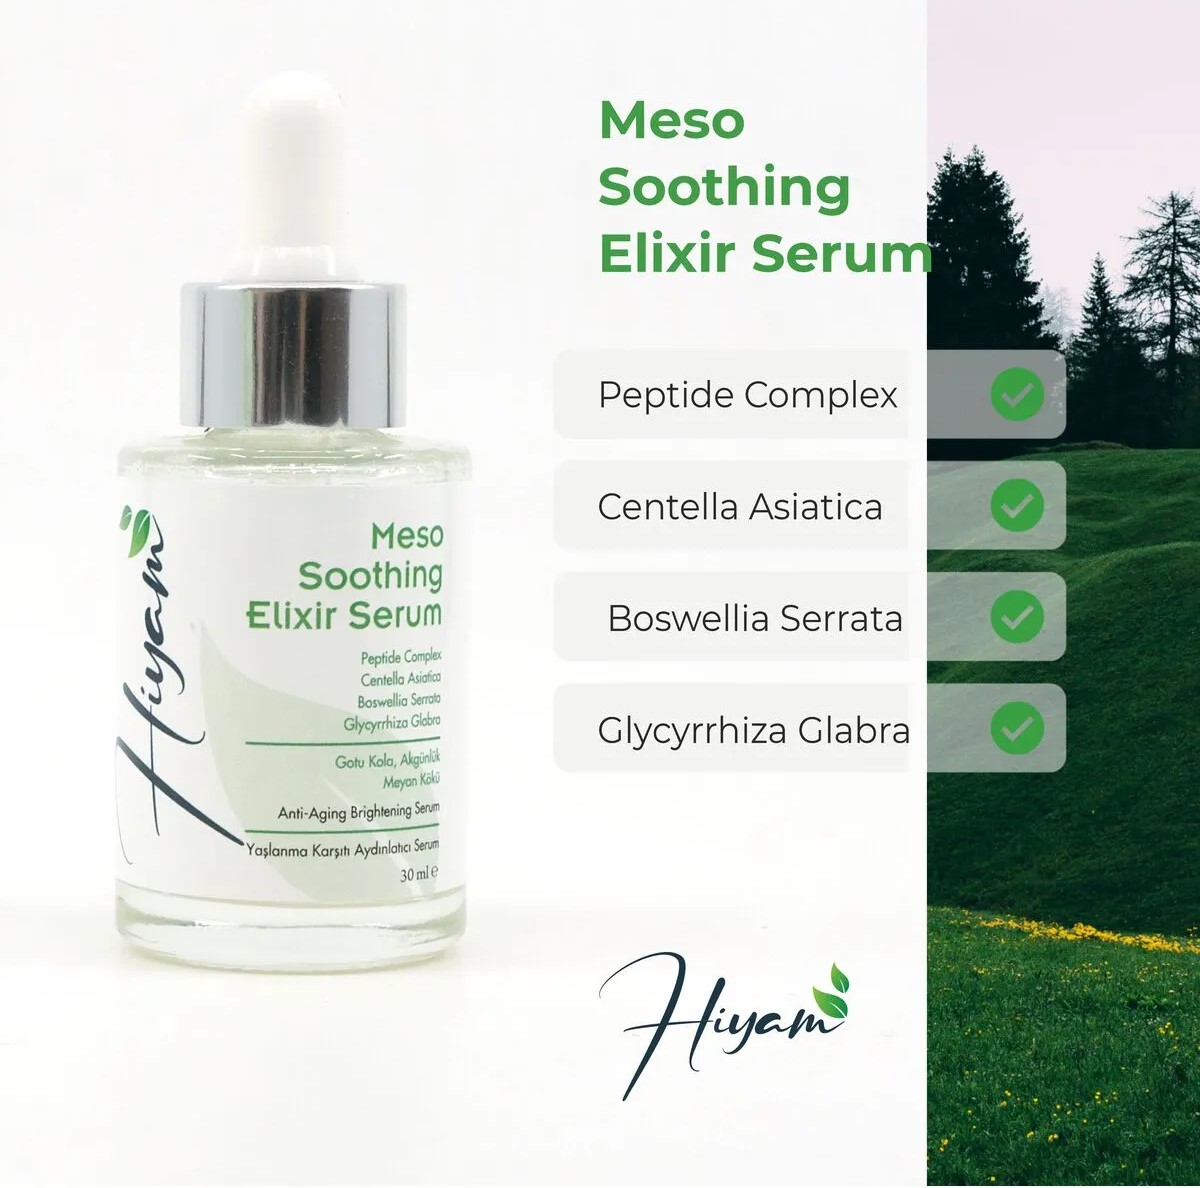 Meso
Soothing
Elixir Serum
Peptide Complex
Centella Asiatica
Boswellia Serrata
Glycyrrhiza Glabra
Hiyam
Hiyam
Meso
Soothing
Elixir Serum
Peptide Complex
Centella Asiatica
Boswellia Serrata
Glycyrrhiza Glabra
Gotu Kola, Akgünlük
Meyan Kökü
Anti-Aging Brightening Serum
Yaşlanma Karşıtı Aydınlatıcı Serum
30 ml e